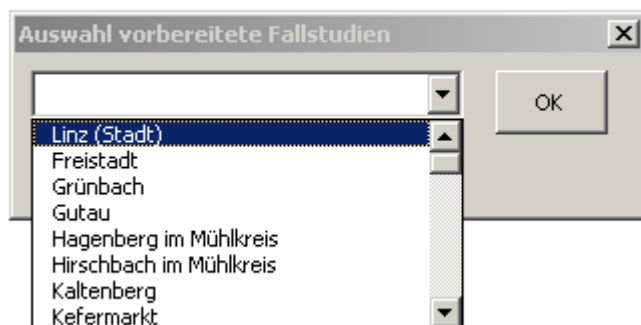 Auswahl vorbereitete Fallstudien
OK
Linz (Stadt)
Freistadt
Grünbach
Gutau
Hagenberg im Mühlkreis
Hirschbach im Mühlkreis
Kaltenberg
Kefermarkt